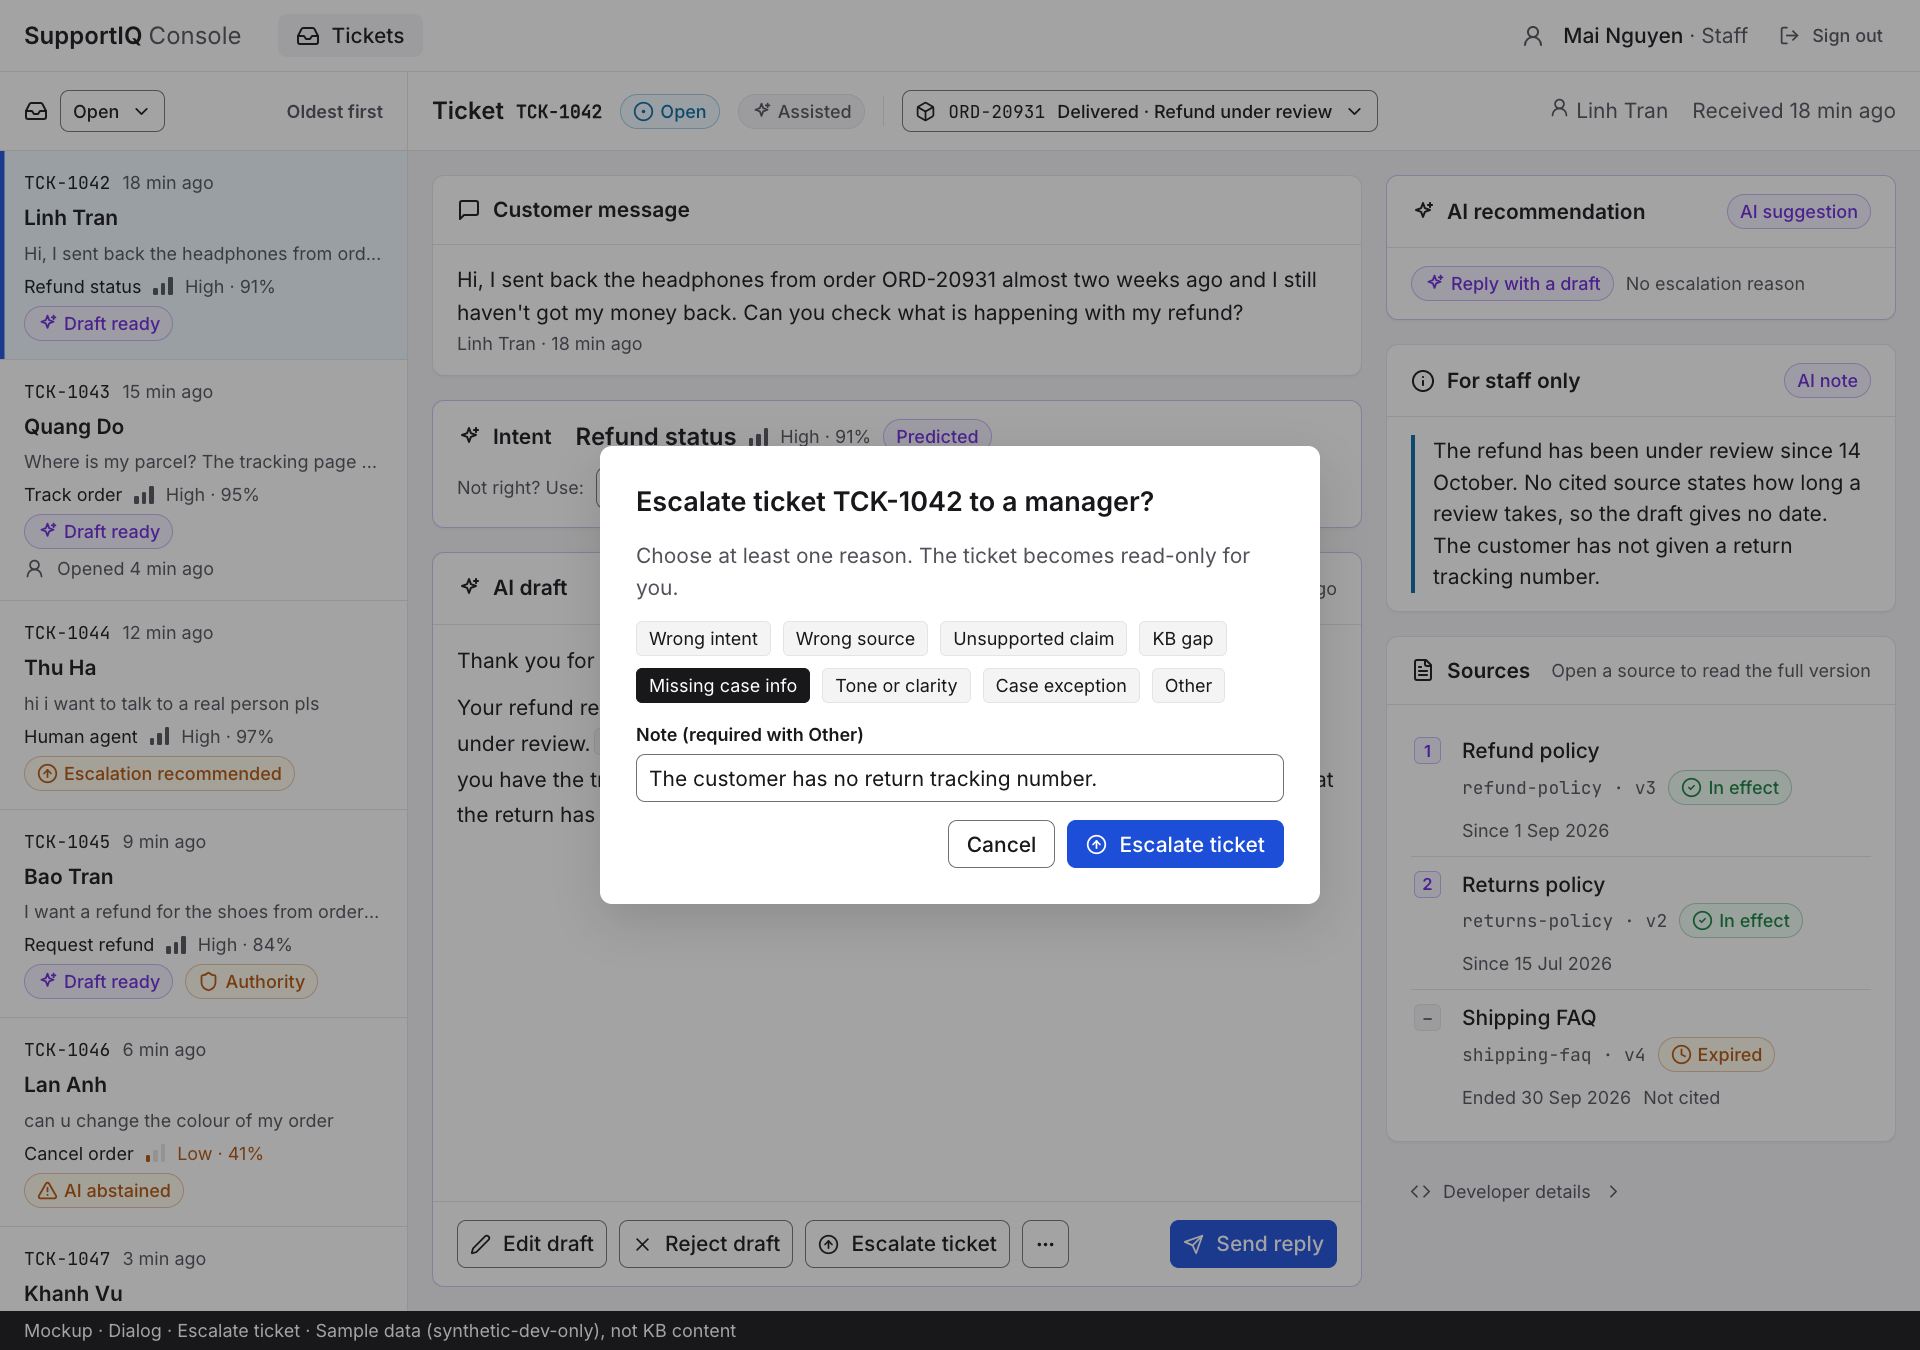 SupportIQ Console
Tickets
Mai Nguyen · Staff
Sign out
Open
Oldest first
TCK-1042 18 min ago
Linh Tran
Hi, I sent back the headphones from ord...
Refund status High · 91%
Draft ready
TCK-1043 15 min ago
Quang Do
Where is my parcel? The tracking page ...
Track order High · 95%
Draft ready
Opened 4 min ago
TCK-1044 12 min ago
Thu Ha
hi i want to talk to a real person pls
Human agent High · 97%
Escalation recommended
TCK-1045 9 min ago
Bao Tran
I want a refund for the shoes from order...
Request refund High · 84%
Draft ready Authority
TCK-1046 6 min ago
Lan Anh
can u change the colour of my order
Cancel order Low · 41%
AI abstained
TCK-1047 3 min ago
Khanh Vu
Ticket TCK-1042 Open Assisted
ORD-20931 Delivered · Refund under review
Linh Tran Received 18 min ago
Customer message
Hi, I sent back the headphones from order ORD-20931 almost two weeks ago and I still
haven't got my money back. Can you check what is happening with my refund?
Linh Tran · 18 min ago
Intent Refund status High · 91% Predicted
Not right? Use:
AI draft
Thank you for
Your refund re
under review.
you have the
the return has
Escalate ticket TCK-1042 to a manager?
Choose at least one reason. The ticket becomes read-only for
you.
Wrong intent Wrong source Unsupported claim KB gap
Missing case info Tone or clarity Case exception Other
Note (required with Other)
The customer has no return tracking number.
Cancel Escalate ticket
Edit draft Reject draft Escalate ticket ... Send reply
AI recommendation AI suggestion
Reply with a draft No escalation reason
For staff only AI note
The refund has been under review since 14
October. No cited source states how long a
review takes, so the draft gives no date.
The customer has not given a return
tracking number.
Sources Open a source to read the full version
1 Refund policy
refund-policy · v3 In effect
Since 1 Sep 2026
2 Returns policy
returns-policy · v2 In effect
Since 15 Jul 2026
– Shipping FAQ
shipping-faq · v4 Expired
Ended 30 Sep 2026 Not cited
Developer details
Mockup · Dialog · Escalate ticket · Sample data (synthetic-dev-only), not KB content